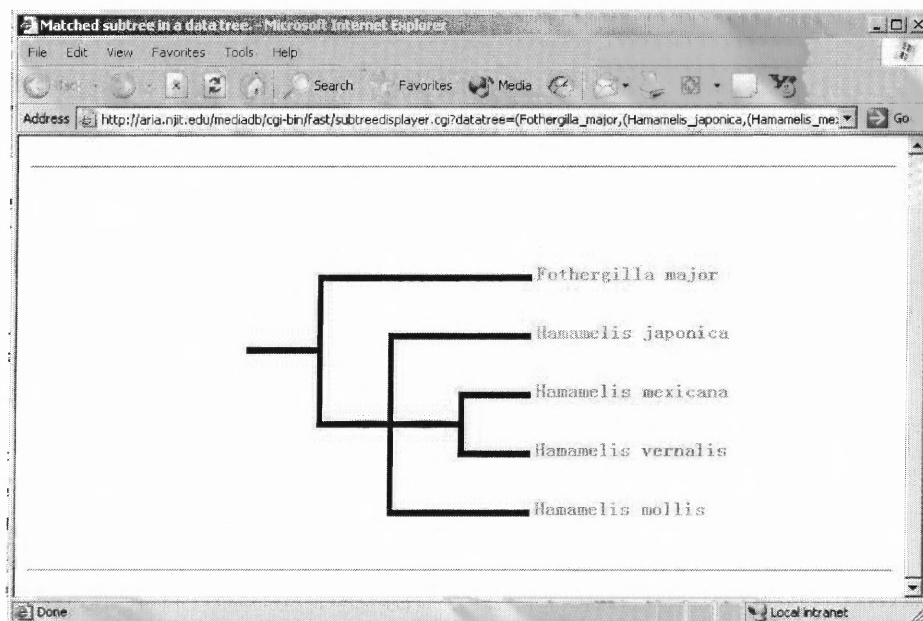 Matched subtree in a data tree. - Microsoft Internet Explorer
File Edit View Favorites Tools Help
Back Search Favorites Media
Address http://aria.njit.edu/mediadb/cgi-bin/fast/subtreedisplayer.cgi?datatree=(Fothergilla_major,(Hamamelis_japonica,(Hamamelis_me Go
Fothergilla major
Hamamelis japonica
Hamamelis mexicana
Hamamelis vernalis
Hamamelis mollis
Done Local intranet